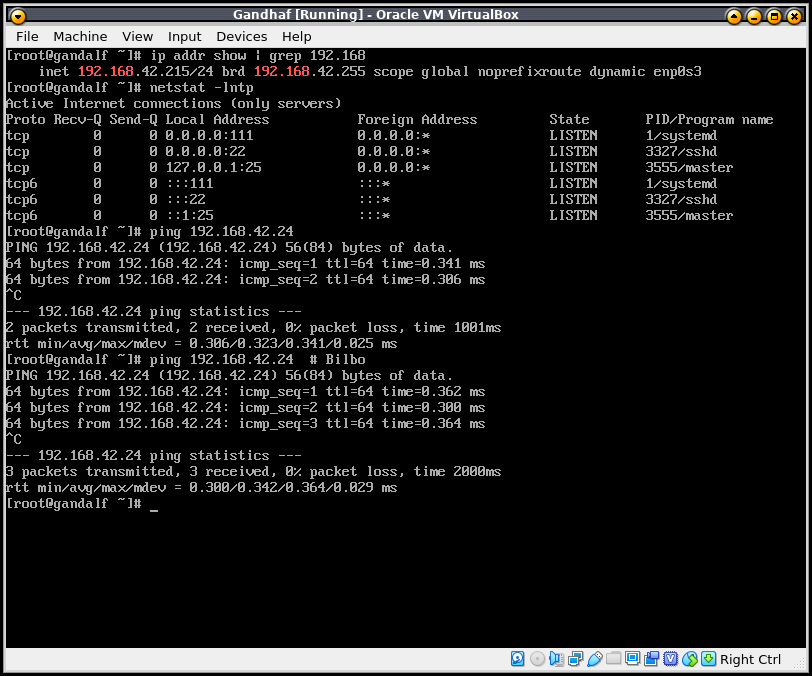 Gandhaf [Running] - Oracle VM VirtualBox
File Machine View Input Devices Help
[root@gandalf ~]# ip addr show | grep 192.168
    inet 192.168.42.215/24 brd 192.168.42.255 scope global noprefixroute dynamic enp0s3
[root@gandalf ~]# netstat -lntp
Active Internet connections (only servers)
Proto Recv-Q Send-Q Local Address           Foreign Address         State       PID/Program name
tcp        0      0 0.0.0.0:111             0.0.0.0:*               LISTEN      1/systemd
tcp        0      0 0.0.0.0:22              0.0.0.0:*               LISTEN      3327/sshd
tcp        0      0 127.0.0.1:25            0.0.0.0:*               LISTEN      3555/master
tcp6       0      0 :::111                  :::*                    LISTEN      1/systemd
tcp6       0      0 :::22                   :::*                    LISTEN      3327/sshd
tcp6       0      0 ::1:25                  :::*                    LISTEN      3555/master
[root@gandalf ~]# ping 192.168.42.24
PING 192.168.42.24 (192.168.42.24) 56(84) bytes of data.
64 bytes from 192.168.42.24: icmp_seq=1 ttl=64 time=0.341 ms
64 bytes from 192.168.42.24: icmp_seq=2 ttl=64 time=0.306 ms
^C
--- 192.168.42.24 ping statistics ---
2 packets transmitted, 2 received, 0% packet loss, time 1001ms
rtt min/avg/max/mdev = 0.306/0.323/0.341/0.025 ms
[root@gandalf ~]# ping 192.168.42.24  # Bilbo
PING 192.168.42.24 (192.168.42.24) 56(84) bytes of data.
64 bytes from 192.168.42.24: icmp_seq=1 ttl=64 time=0.362 ms
64 bytes from 192.168.42.24: icmp_seq=2 ttl=64 time=0.300 ms
64 bytes from 192.168.42.24: icmp_seq=3 ttl=64 time=0.364 ms
^C
--- 192.168.42.24 ping statistics ---
3 packets transmitted, 3 received, 0% packet loss, time 2000ms
rtt min/avg/max/mdev = 0.300/0.342/0.364/0.029 ms
[root@gandalf ~]# _
Right Ctrl